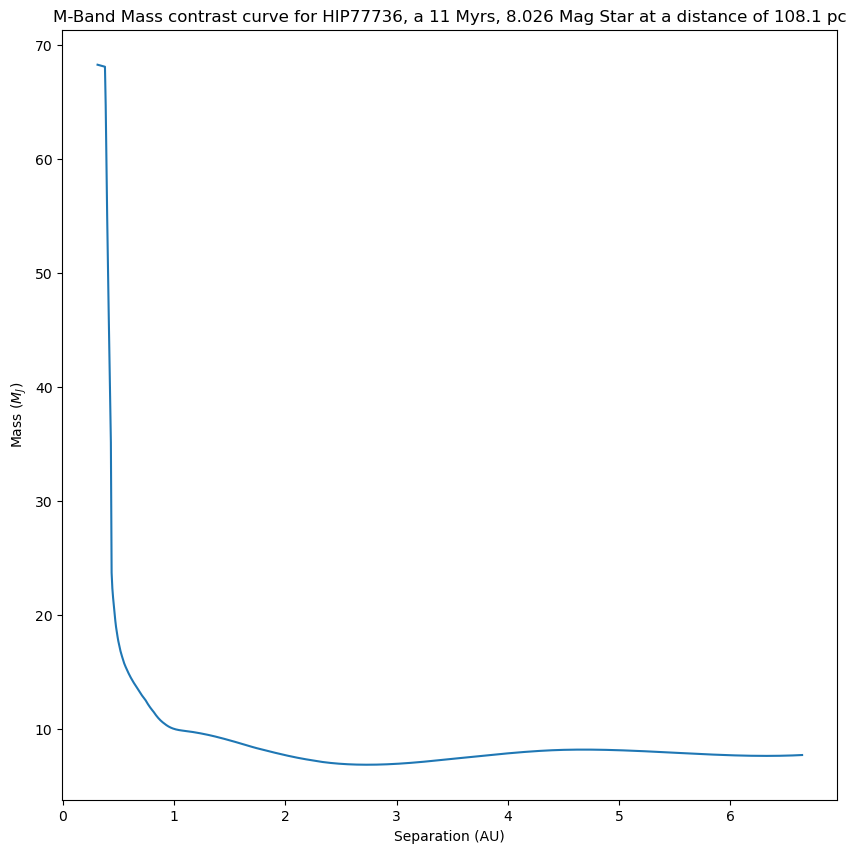 M-Band Mass contrast curve for HIP77736, a 11 Myrs, 8.026 Mag Star at a distance of 108.1 pc
70
60
50
40
30
20
10
Mass (M_J)
0 1 2 3 4 5 6
Separation (AU)